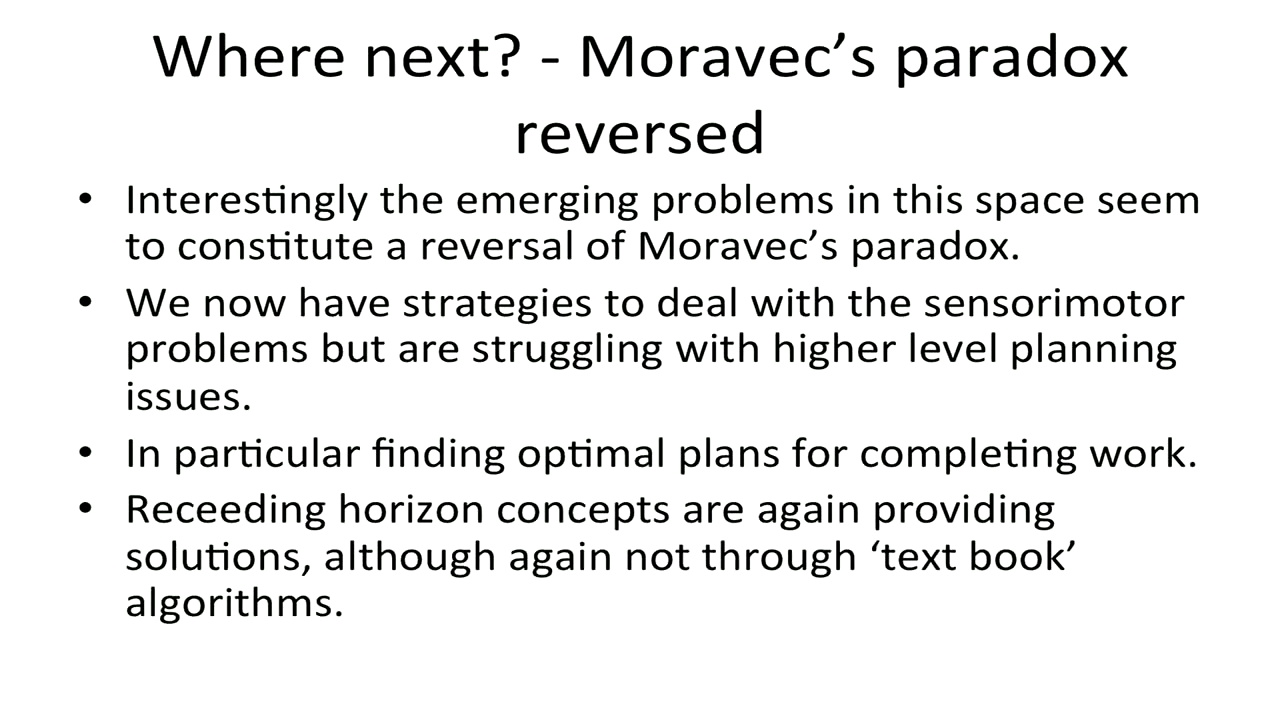 Where next? - Moravec’s paradox
reversed
• Interestingly the emerging problems in this space seem
to constitute a reversal of Moravec’s paradox.
• We now have strategies to deal with the sensorimotor
problems but are struggling with higher level planning
issues.
• In particular finding optimal plans for completing work.
• Receeding horizon concepts are again providing
solutions, although again not through ‘text book’
algorithms.